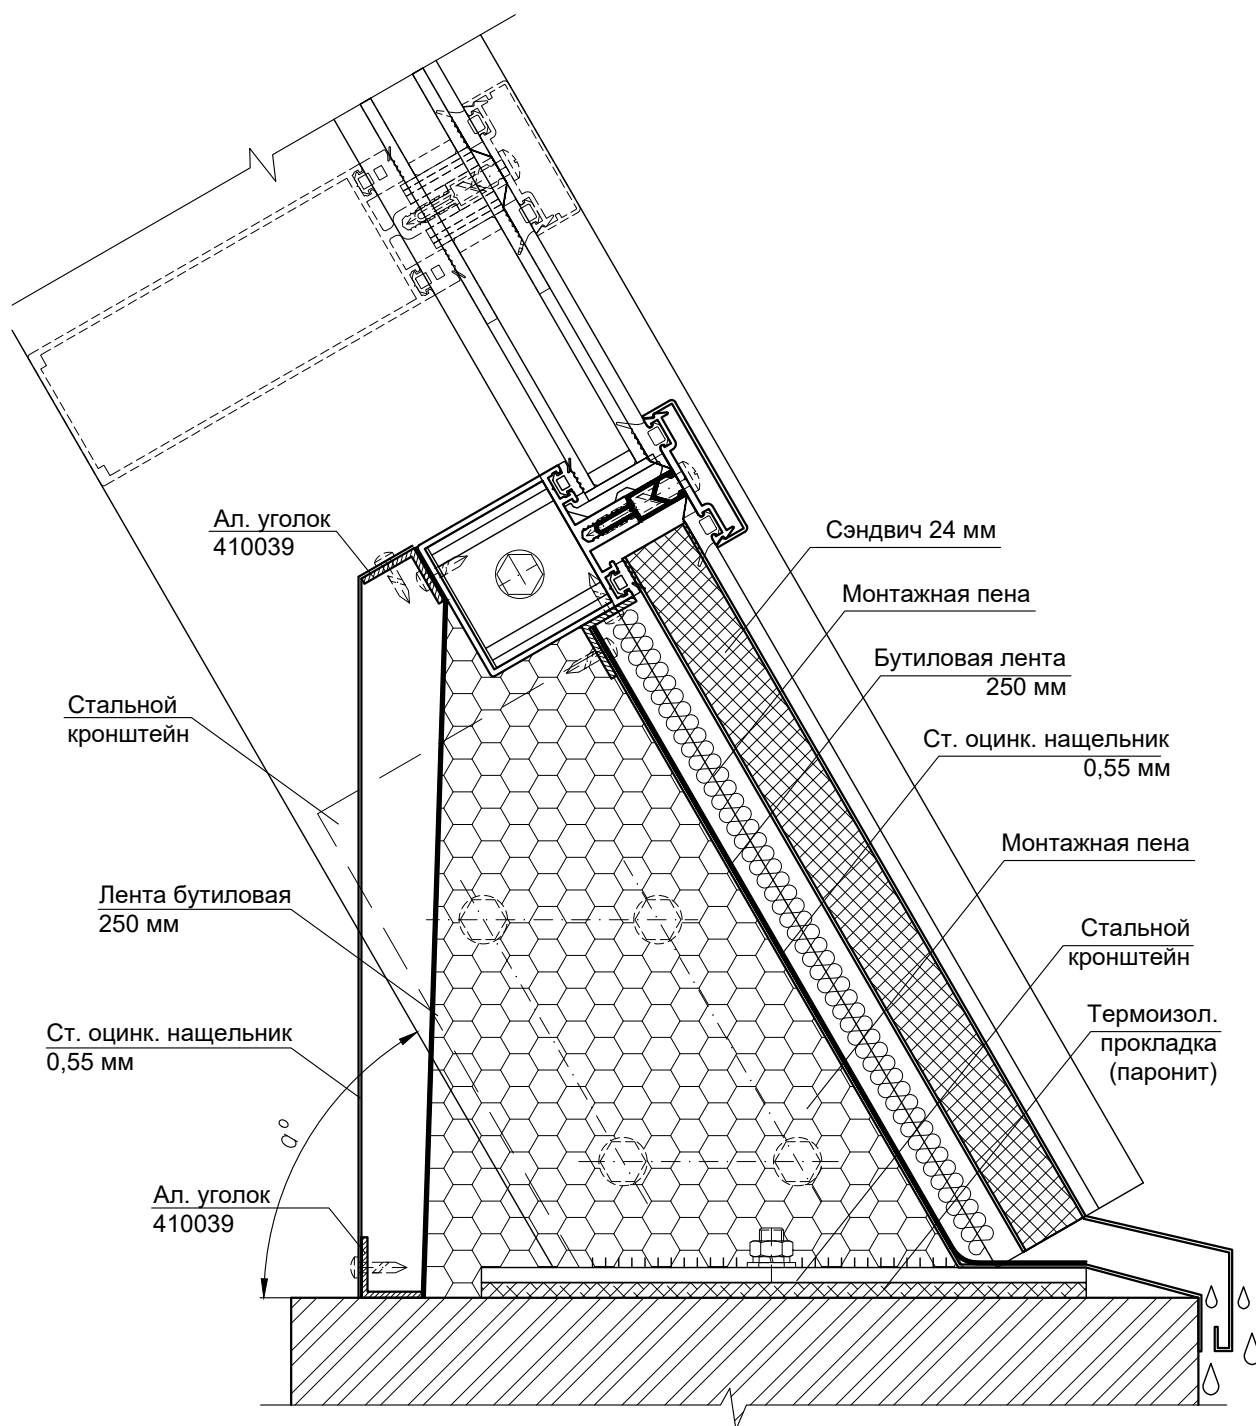 Ал. уголок
410039
Сэндвич 24 мм
Монтажная пена
Бутиловая лента
250 мм
Стальной
кронштейн
Ст. оцинк. нащельник
0,55 мм
Монтажная пена
Лента бутиловая
250 мм
Стальной
кронштейн
Термоизол.
прокладка
(паронит)
Ст. оцинк. нащельник
0,55 мм
α°
Ал. уголок
410039